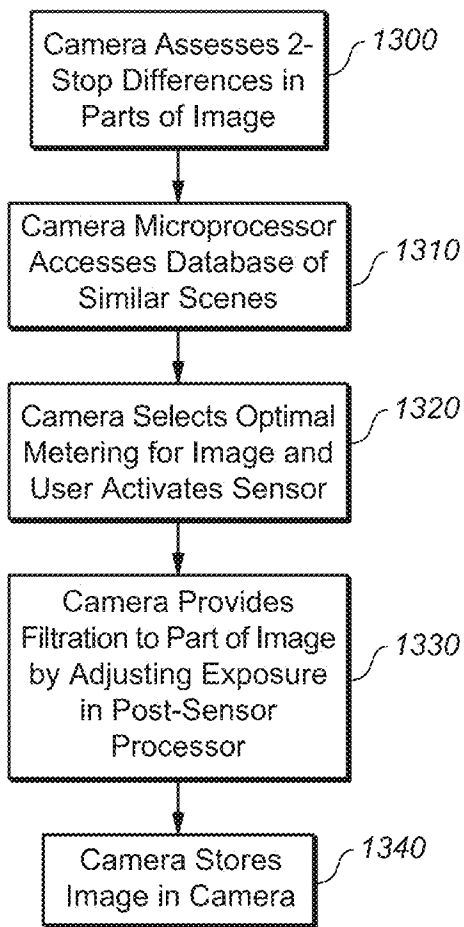 Camera Assesses 2-
Stop Differences in
Parts of Image
1300
Camera Microprocessor
Accesses Database of
Similar Scenes
1310
Camera Selects Optimal
Metering for Image and
User Activates Sensor
1320
Camera Provides
Filtration to Part of Image
by Adjusting Exposure
in Post-Sensor
Processor
1330
Camera Stores
Image in Camera
1340